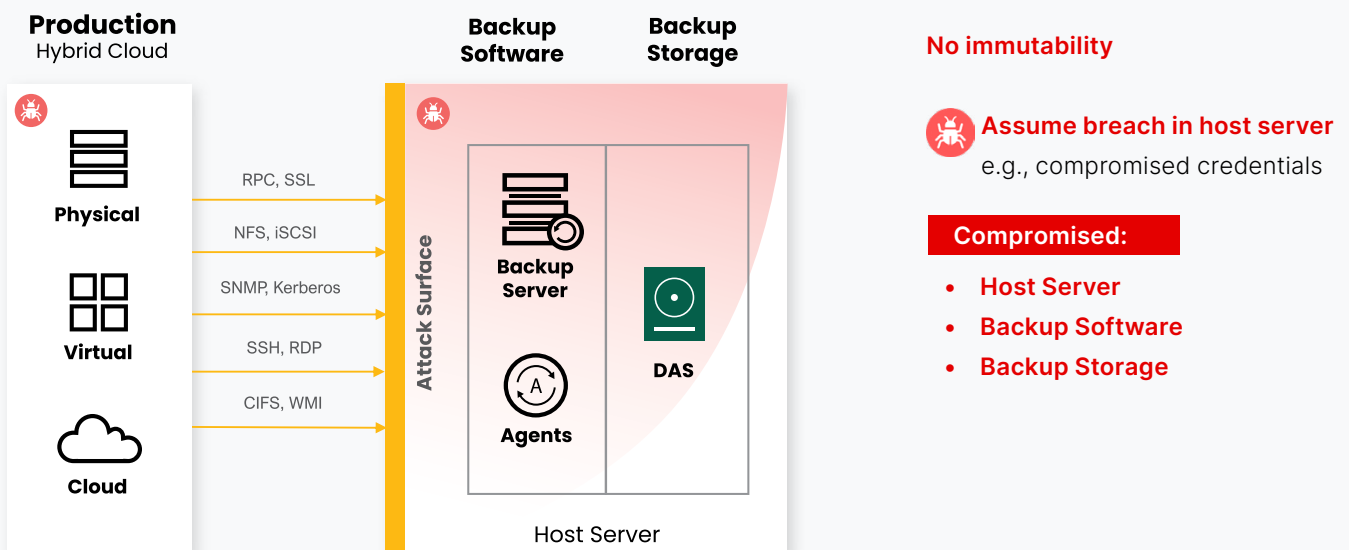 Production
Hybrid Cloud
Physical
Virtual
Cloud
RPC, SSL
NFS, iSCSI
SNMP, Kerberos
SSH, RDP
CIFS, WMI
Attack Surface
Backup
Software
Backup
Storage
Backup
Server
A
Agents
DAS
Host Server
No immutability
Assume breach in host server
e.g., compromised credentials
Compromised:
• Host Server
• Backup Software
• Backup Storage